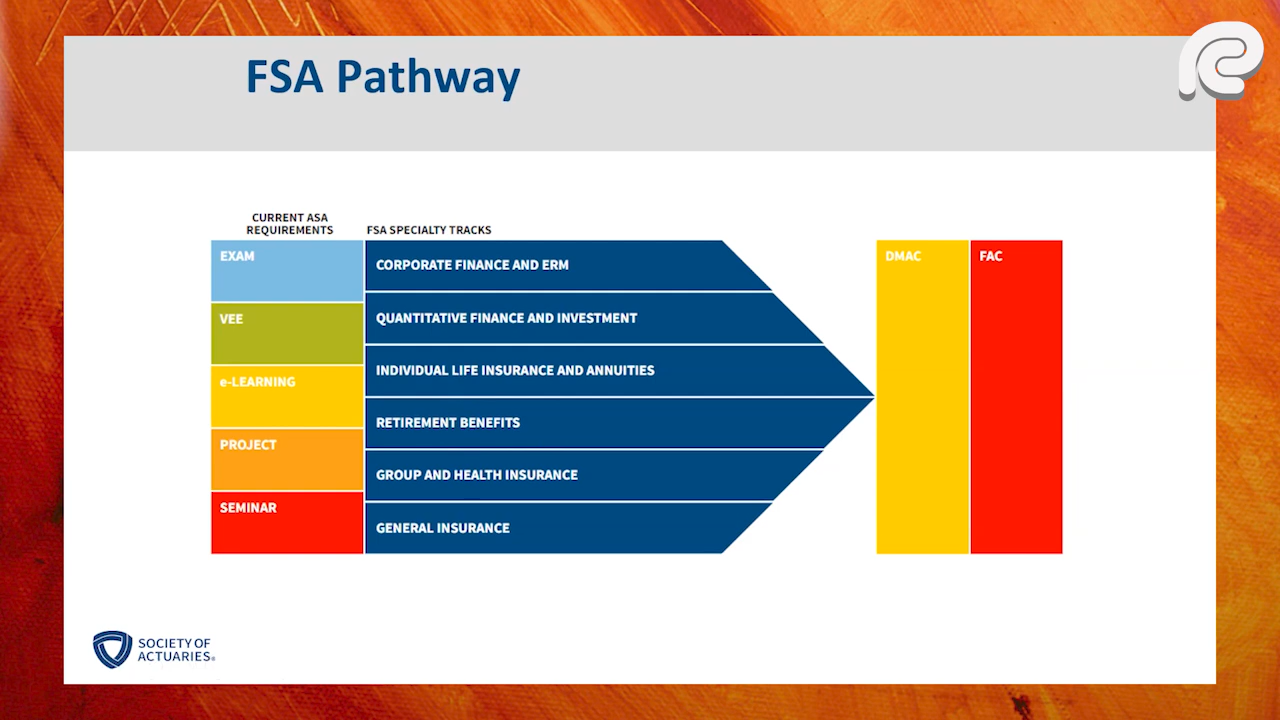 FSA Pathway
CURRENT ASA
REQUIREMENTS
FSA SPECIALTY TRACKS
EXAM
VEE
e-LEARNING
PROJECT
SEMINAR
CORPORATE FINANCE AND ERM
QUANTITATIVE FINANCE AND INVESTMENT
INDIVIDUAL LIFE INSURANCE AND ANNUITIES
RETIREMENT BENEFITS
GROUP AND HEALTH INSURANCE
GENERAL INSURANCE
DMAC
FAC
SOCIETY OF
ACTUARIES®